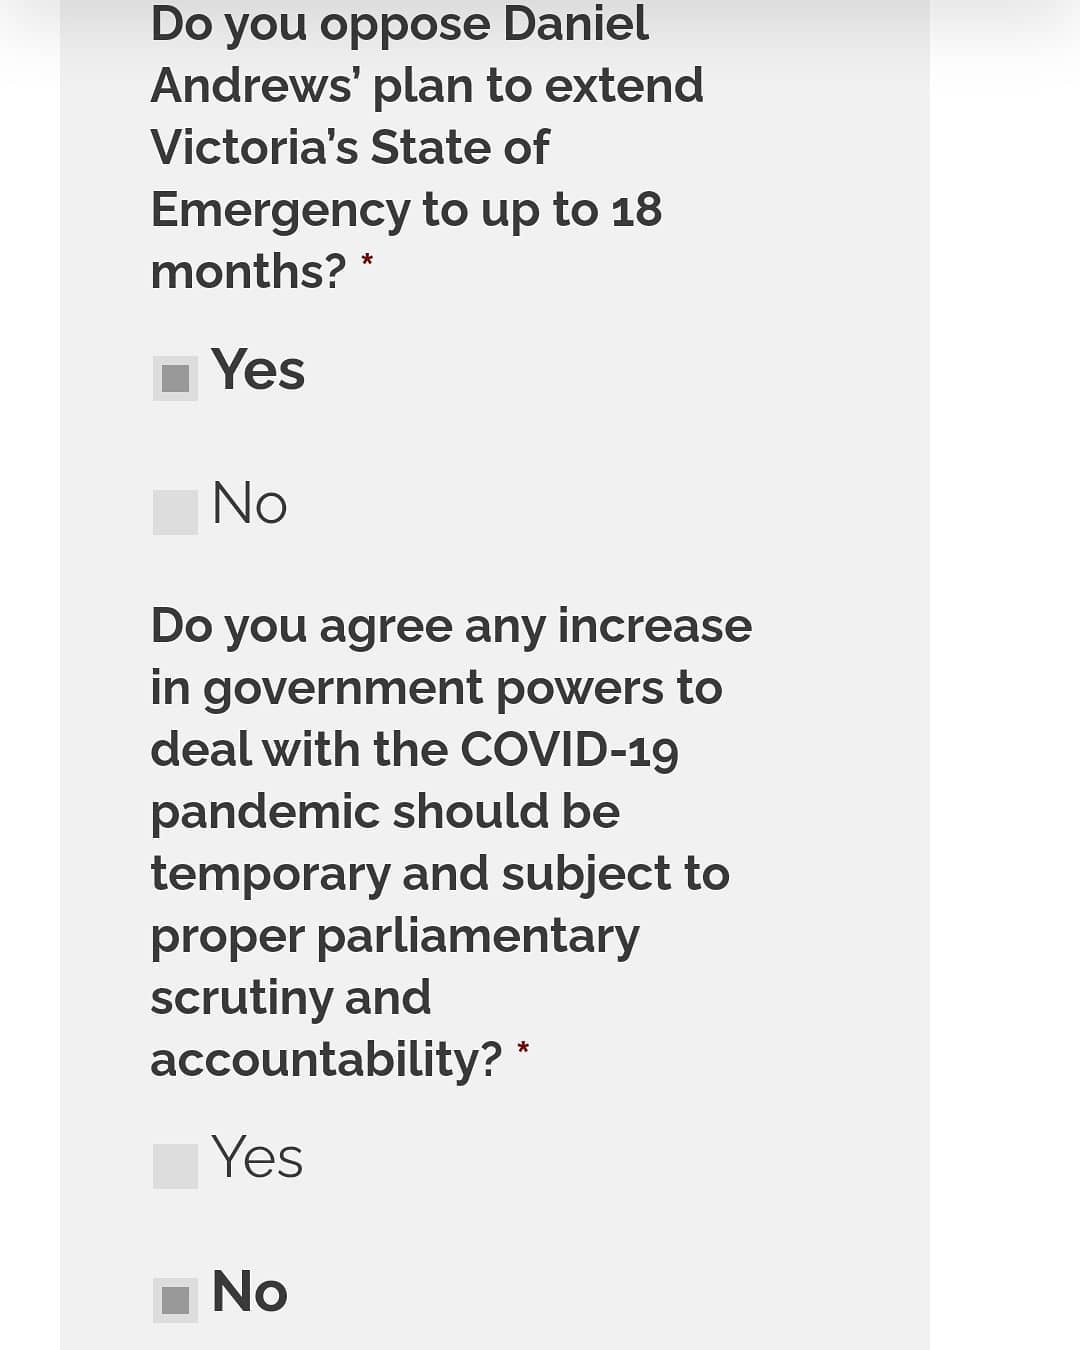 Do you oppose Daniel
Andrews’ plan to extend
Victoria’s State of
Emergency to up to 18
months? *
Yes
No
Do you agree any increase
in government powers to
deal with the COVID-19
pandemic should be
temporary and subject to
proper parliamentary
scrutiny and
accountability? *
Yes
No